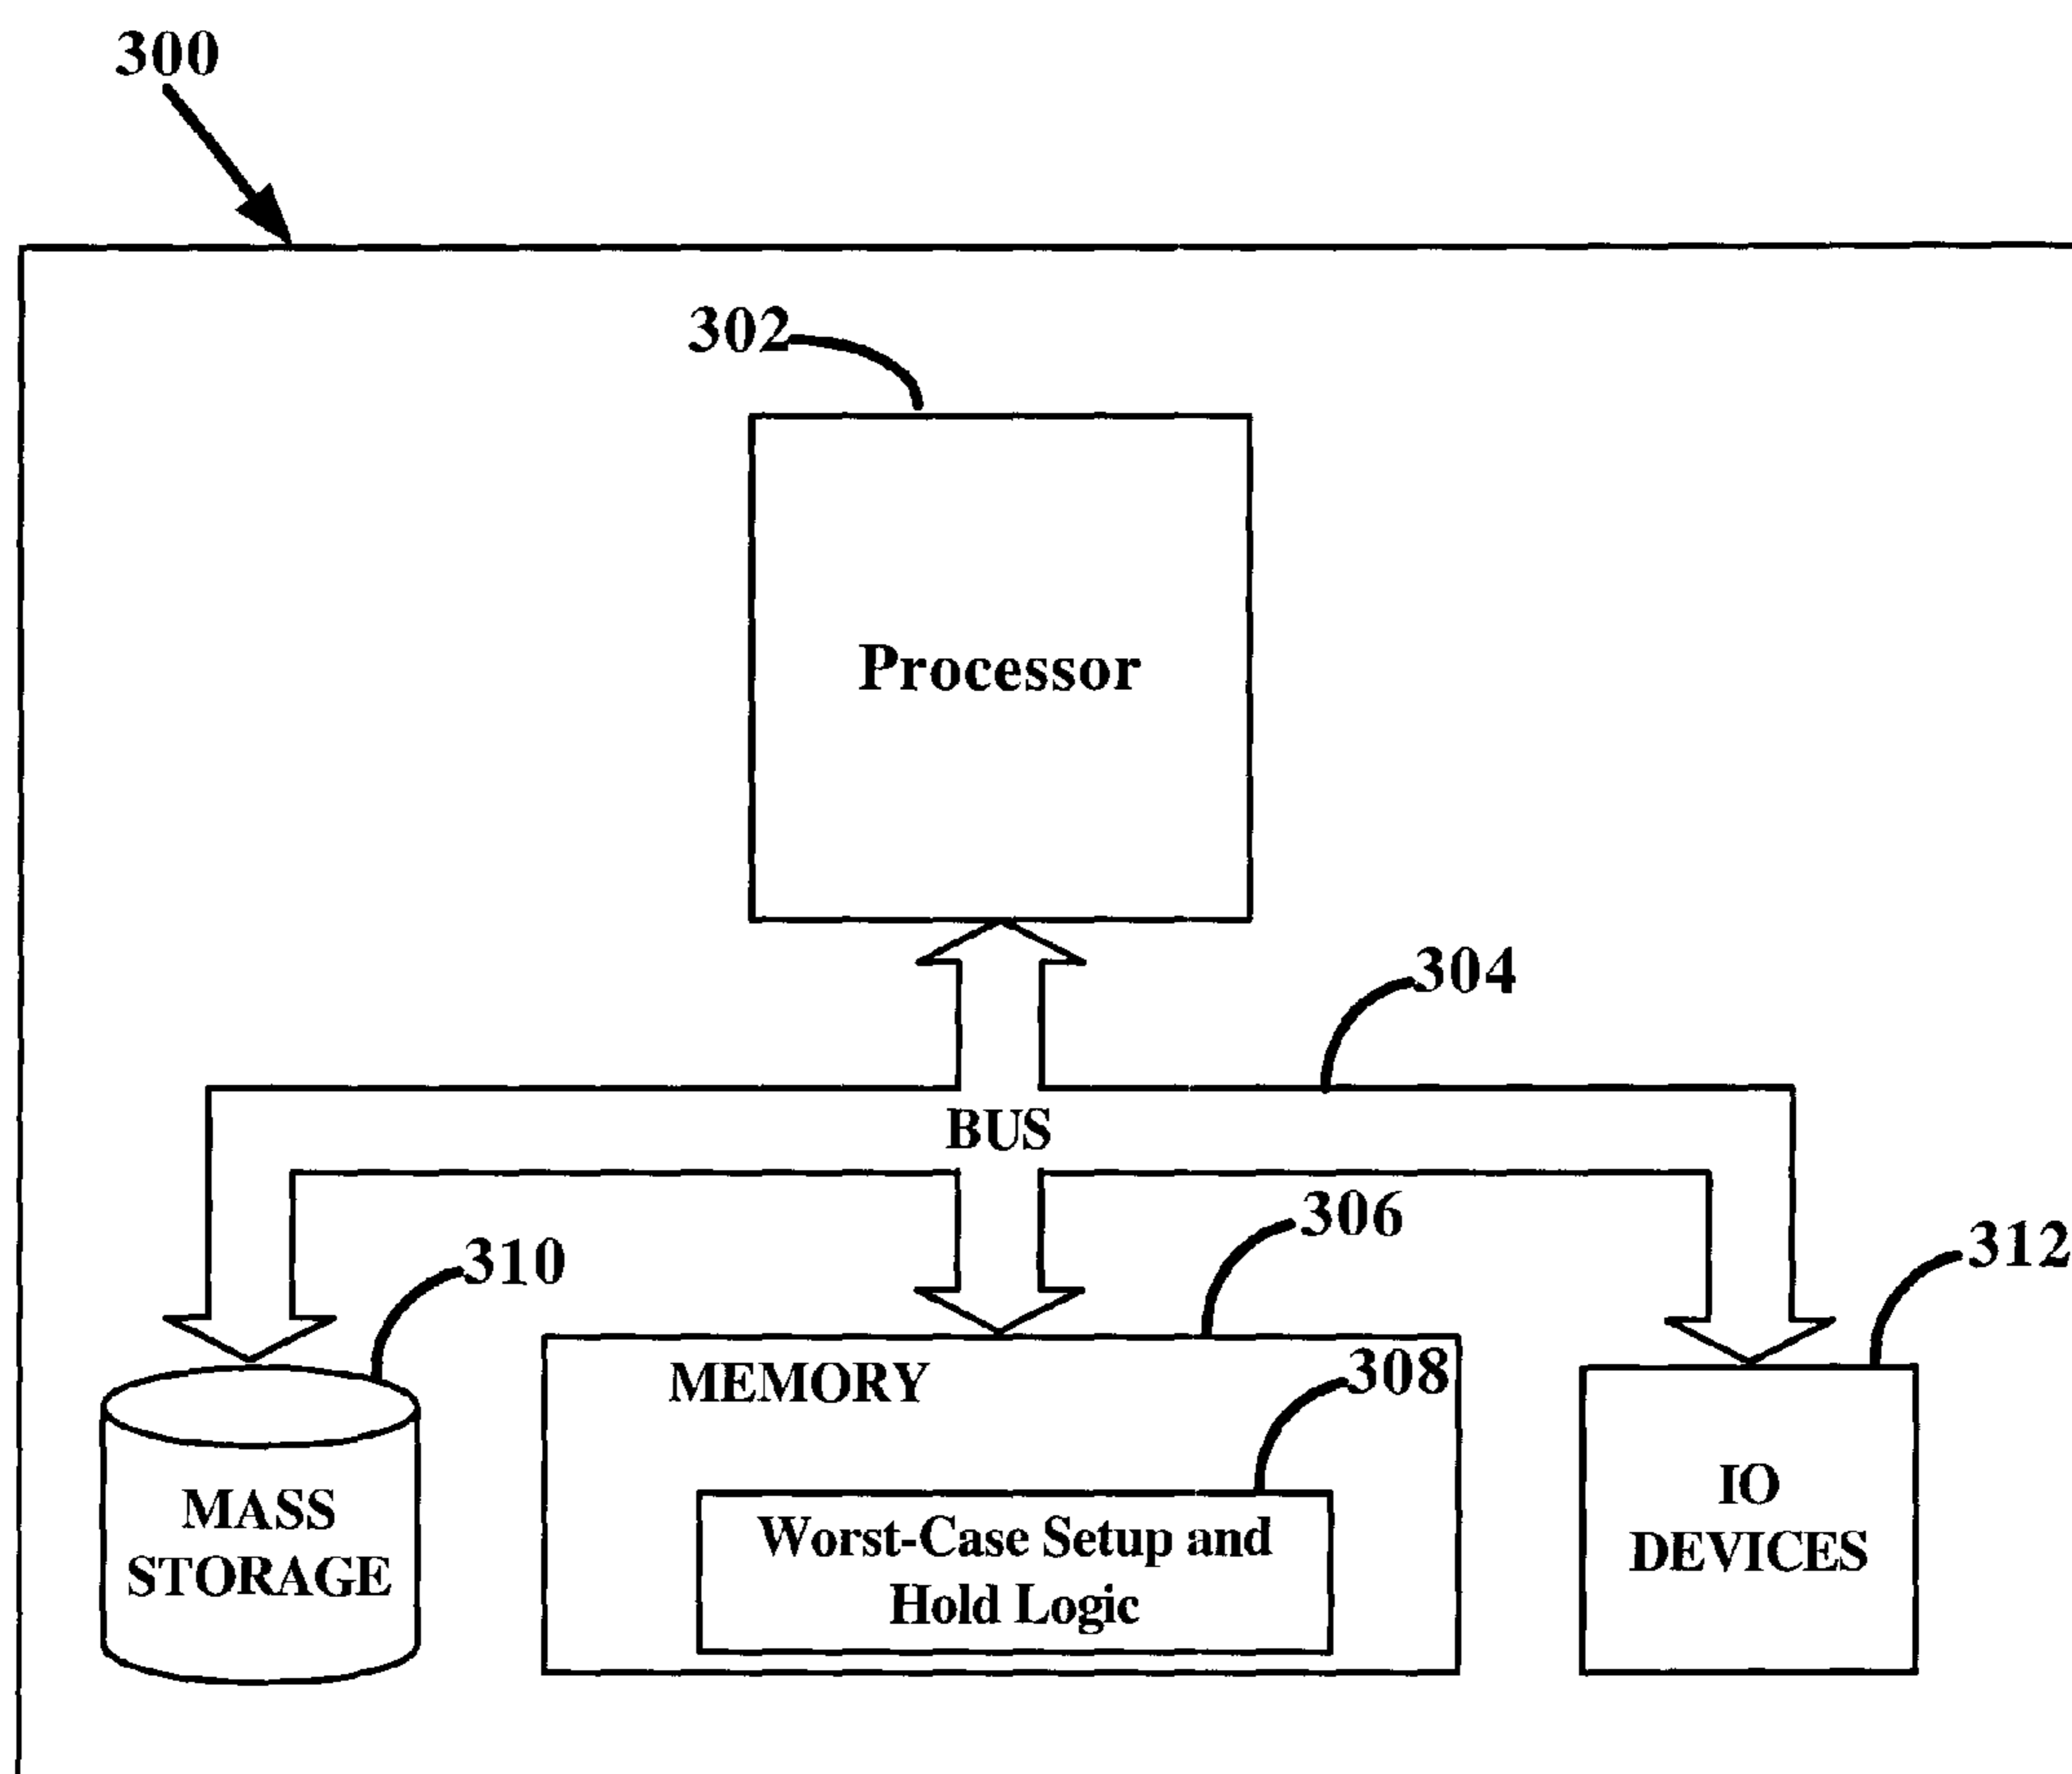 300
302
Processor
304
BUS
306
312
310
308
MEMORY
MASS
STORAGE
Worst-Case Setup and
Hold Logic
IO
DEVICES